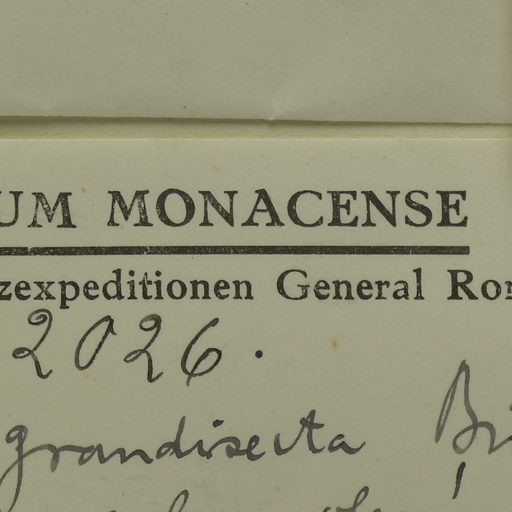 UM MONACENSE
zexpeditionen General Ro
2026.
grandisecta